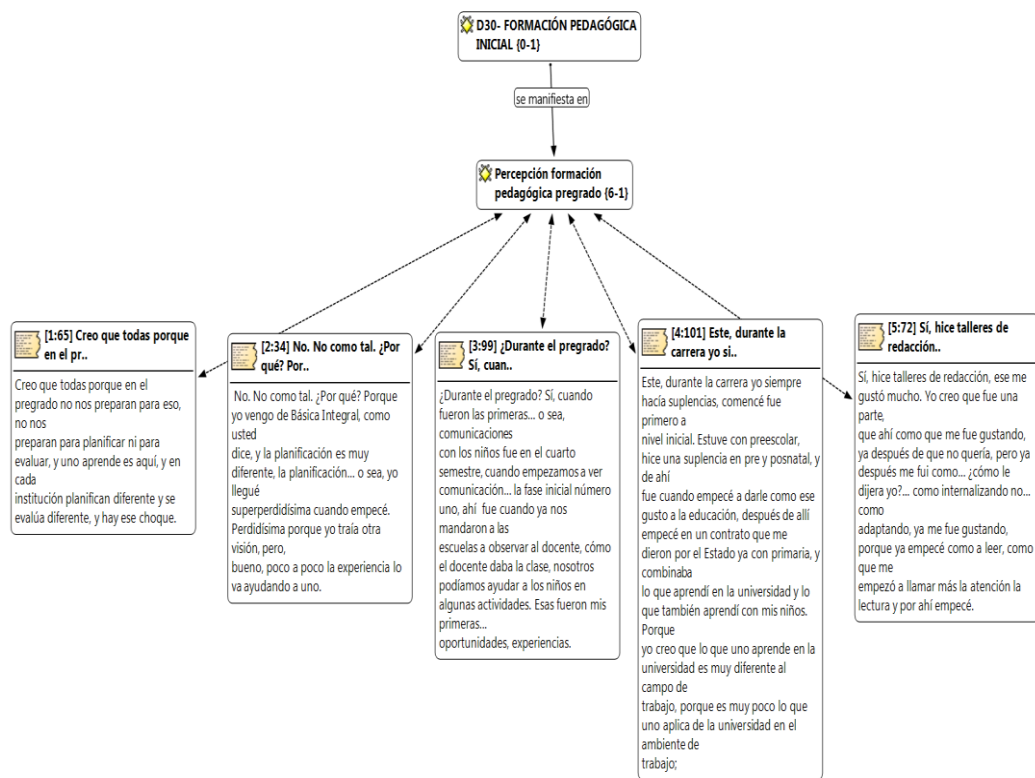 D30- FORMACIÓN PEDAGÓGICA
INICIAL {0-1}
se manifiesta en
Percepción formación
pedagógica pregrado {6-1}
[1:65] Creo que todas porque
en el pr..
Creo que todas porque en el
pregrado no nos preparan para eso,
no nos
preparan para planificar ni para
evaluar, y uno aprende es aquí, y en
cada
institución planifican diferente y se
evalúa diferente, y hay ese choque.
[2:34] No. No como tal. ¿Por
qué? Por..
No. No como tal. ¿Por qué? Porque
yo vengo de Básica Integral, como
usted
dice, y la planificación es muy
diferente, la planificación... o sea, yo
llegué
superperdidísima cuando empecé.
Perdidísima porque yo traía otra
visión, pero,
bueno, poco a poco la experiencia lo
va ayudando a uno.
[3:99] ¿Durante el pregrado?
Sí, cuan..
¿Durante el pregrado? Sí, cuando
fueron las primeras... o sea,
comunicaciones
con los niños fue en el cuarto
semestre, cuando empezamos a ver
comunicación... la fase inicial número
uno, ahí fue cuando ya nos
mandaron a las
escuelas a observar al docente, cómo
el docente daba la clase, nosotros
podíamos ayudar a los niños en
algunas actividades. Esas fueron mis
primeras...
oportunidades, experiencias.
[4:101] Este, durante la
carrera yo si..
Este, durante la carrera yo siempre
hacía suplencias, comencé fue
primero a
nivel inicial. Estuve con preescolar,
hice una suplencia en pre y posnatal, y
de ahí
fue cuando empecé a darle como ese
gusto a la educación, después de allí
empecé en un contrato que me
dieron por el Estado ya con primaria, y
combinaba
lo que aprendí en la universidad y lo
que también aprendí con mis niños.
Porque
yo creo que lo que uno aprende en la
universidad es muy diferente al
campo de
trabajo, porque es muy poco lo que
uno aplica de la universidad en el
ambiente de
trabajo;
[5:72] Sí, hice talleres de
redacción..
Sí, hice talleres de redacción, ese me
gustó mucho. Yo creo que fue una
parte,
que ahí como que me fue gustando,
ya después de que no quería, pero ya
después me fui como... ¿cómo le
dijera yo?... como internalizando no...
como
adaptando, ya me fue gustando,
porque ya empecé como a leer, como
que me
empezó a llamar más la atención la
lectura y por ahí empecé.